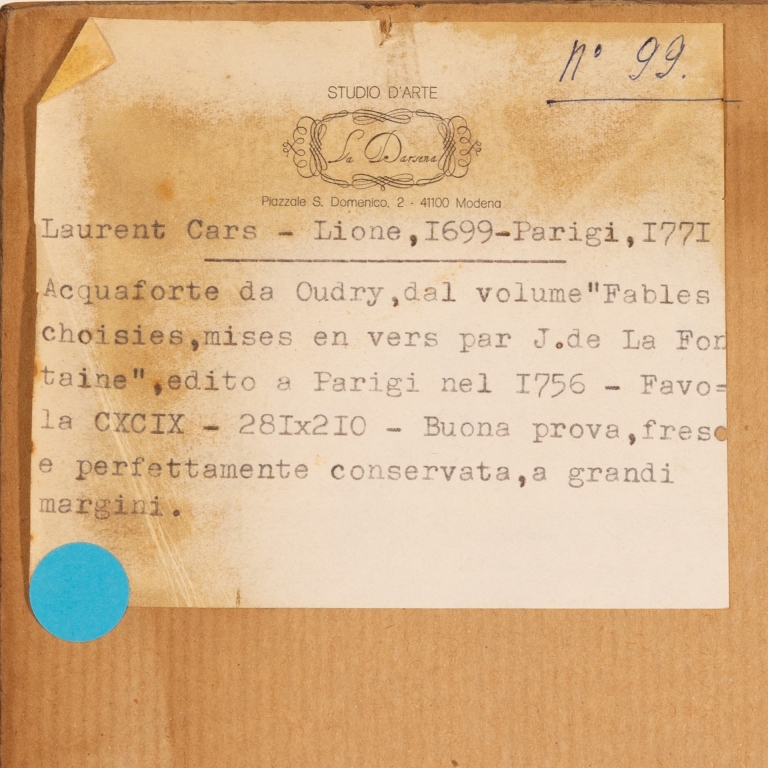 n° 99.
STUDIO D'ARTE
La Darsena
Piazzale S. Domenico, 2 - 41100 Modena
Laurent Cars - Lione,I699-Parigi,I77I
Acquaforte da Oudry,dal volume"Fables
choisies,mises en vers par J.de La Fon
taine",edito a Parigi nel I756 - Favo=
la CXCIX - 28Ix2I0 - Buona prova,fresc
e perfettamente conservata,a grandi
margini.